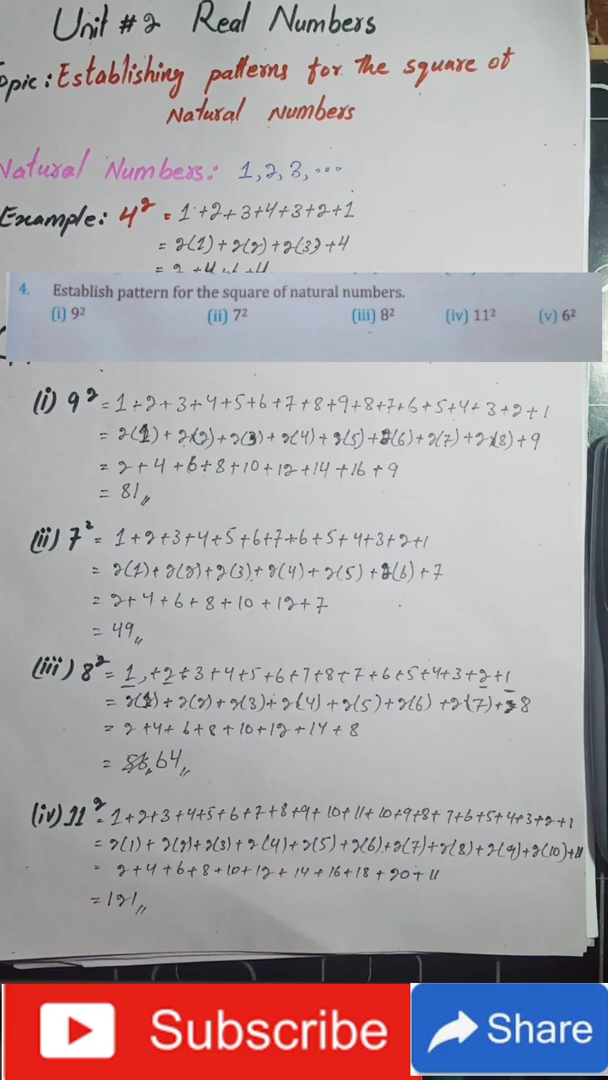 Unit # 2 Real Numbers
opic: Establishing patterns for the square of
Natural Numbers
Natural Numbers: 1, 2, 3, ...
Example: 4² = 1+2+3+4+3+2+1
= 2(1)+2(2)+2(3)+4
= 2+4+6+4
4. Establish pattern for the square of natural numbers.
(i) 9² (ii) 7² (iii) 8² (iv) 11² (v) 6²
(i) 9² = 1+2+3+4+5+6+7+8+9+8+7+6+5+4+3+2+1
= 2(1)+2(2)+2(3)+2(4)+2(5)+2(6)+2(7)+2(8)+9
= 2+4+6+8+10+12+14+16+9
= 81,,
(ii) 7² = 1+2+3+4+5+6+7+6+5+4+3+2+1
= 2(1)+2(2)+2(3)+2(4)+2(5)+2(6)+7
= 2+4+6+8+10+12+7
= 49,,
(iii) 8² = 1,+2+3+4+5+6+7+8+7+6+5+4+3+2+1
= 2(1)+2(2)+2(3)+2(4)+2(5)+2(6)+2(7)+8
= 2+4+6+8+10+12+14+8
= 64,,
(iv) 11² = 1+2+3+4+5+6+7+8+9+10+11+10+9+8+7+6+5+4+3+2+1
= 2(1)+2(2)+2(3)+2(4)+2(5)+2(6)+2(7)+2(8)+2(9)+2(10)+11
= 2+4+6+8+10+12+14+16+18+20+11
= 121,,
Subscribe Share